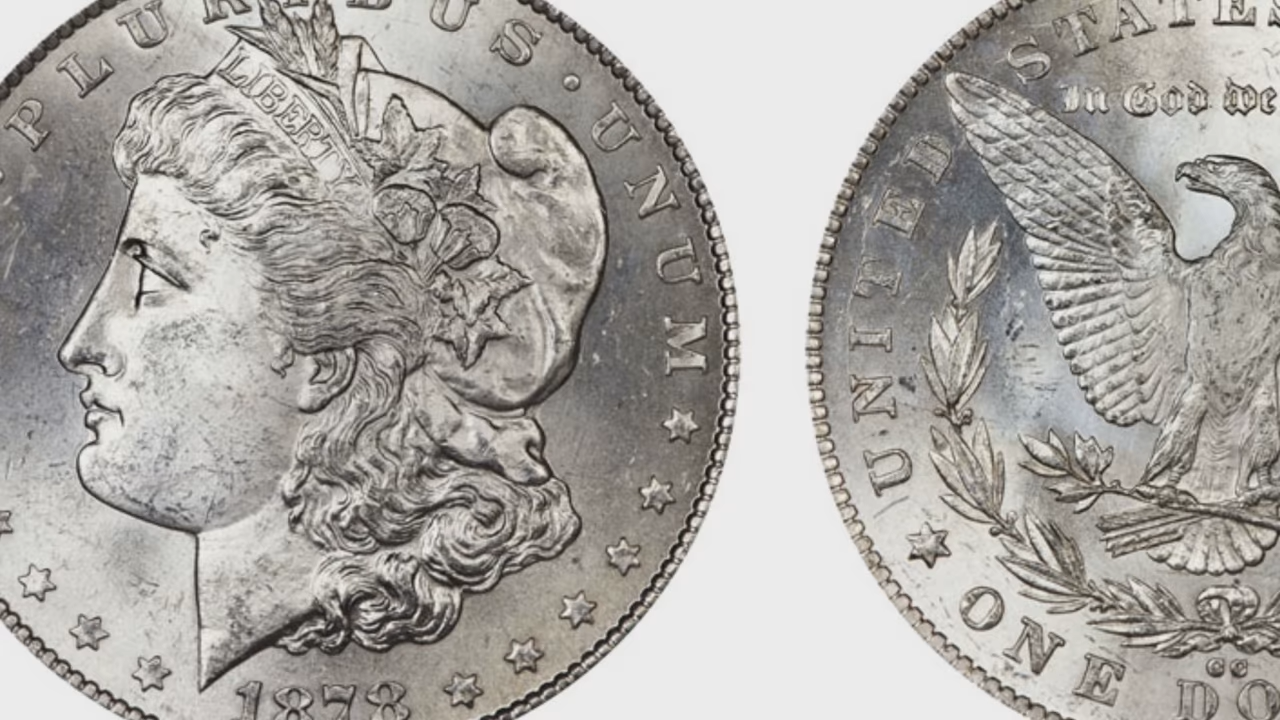 PLURIBUS · UNUM
LIBERTY
1878
UNITED STATES
In God we
CC
ONE DO